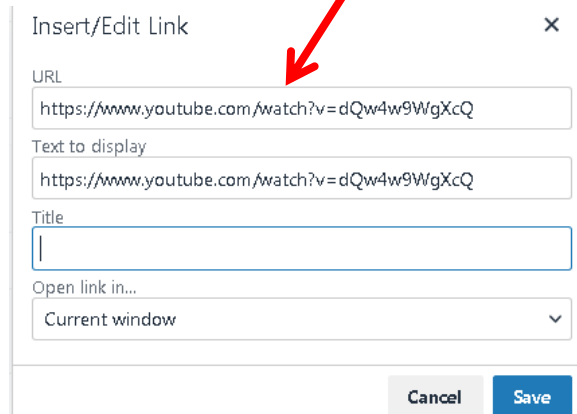 Insert/Edit Link
URL
https://www.youtube.com/watch?v=dQw4w9WgXcQ
Text to display
https://www.youtube.com/watch?v=dQw4w9WgXcQ
Title
Open link in...
Current window
Cancel Save